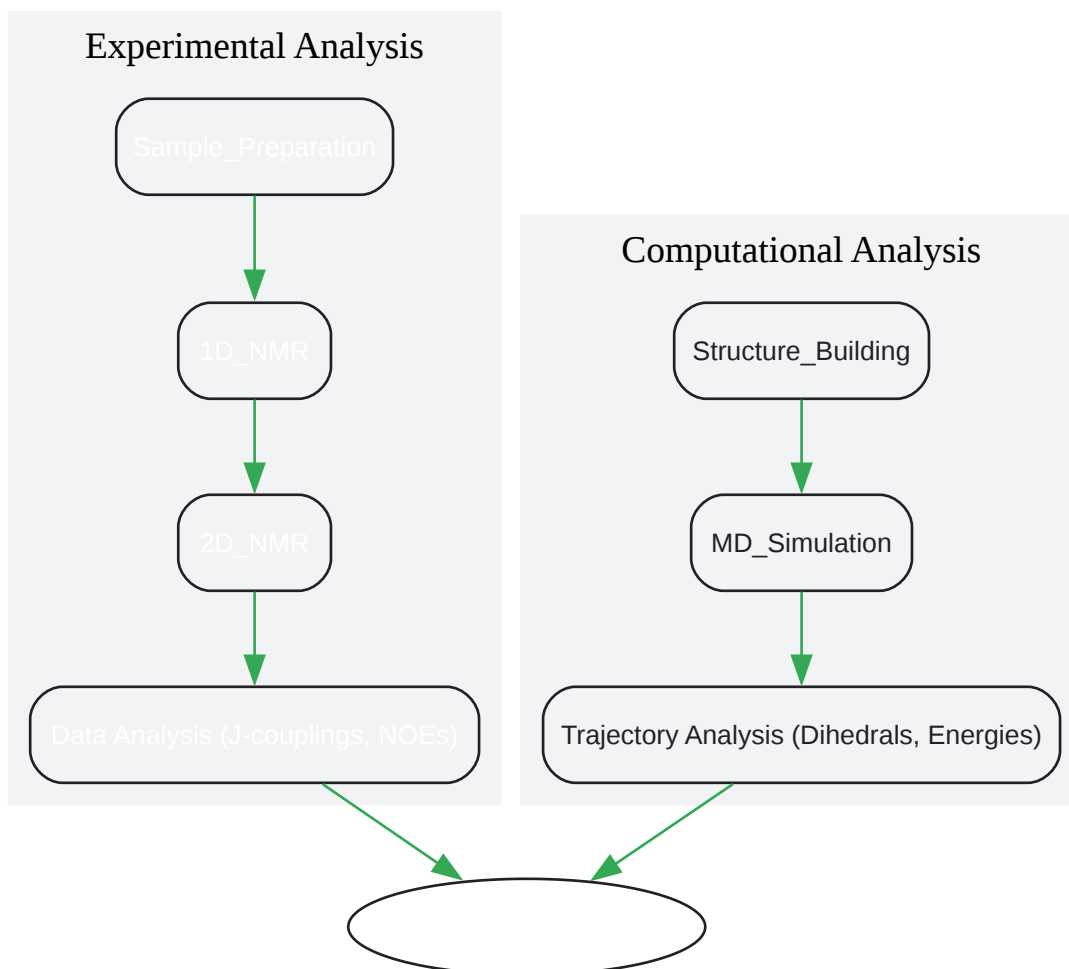 Experimental Analysis
Sample_Preparation
1D_NMR
2D_NMR
Data Analysis (J-couplings, NOEs)
Computational Analysis
Structure_Building
MD_Simulation
Trajectory Analysis (Dihedrals, Energies)